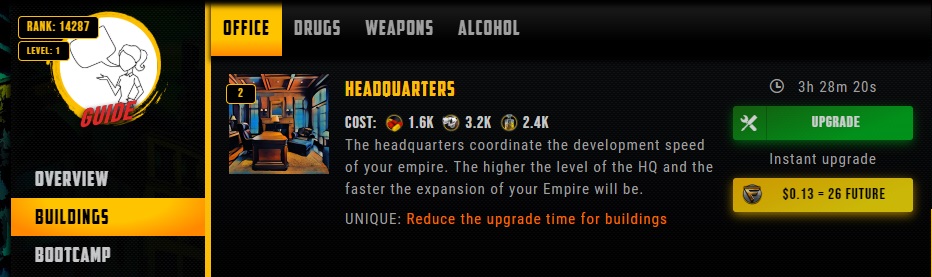 RANK: 14287
LEVEL: 1
GUIDE
OVERVIEW
BUILDINGS
BOOTCAMP
OFFICE DRUGS WEAPONS ALCOHOL
2
HEADQUARTERS
COST: 1.6K 3.2K 2.4K
The headquarters coordinate the development speed
of your empire. The higher the level of the HQ and the
faster the expansion of your Empire will be.
UNIQUE: Reduce the upgrade time for buildings
3h 28m 20s
UPGRADE
Instant upgrade
$0.13 = 26 FUTURE